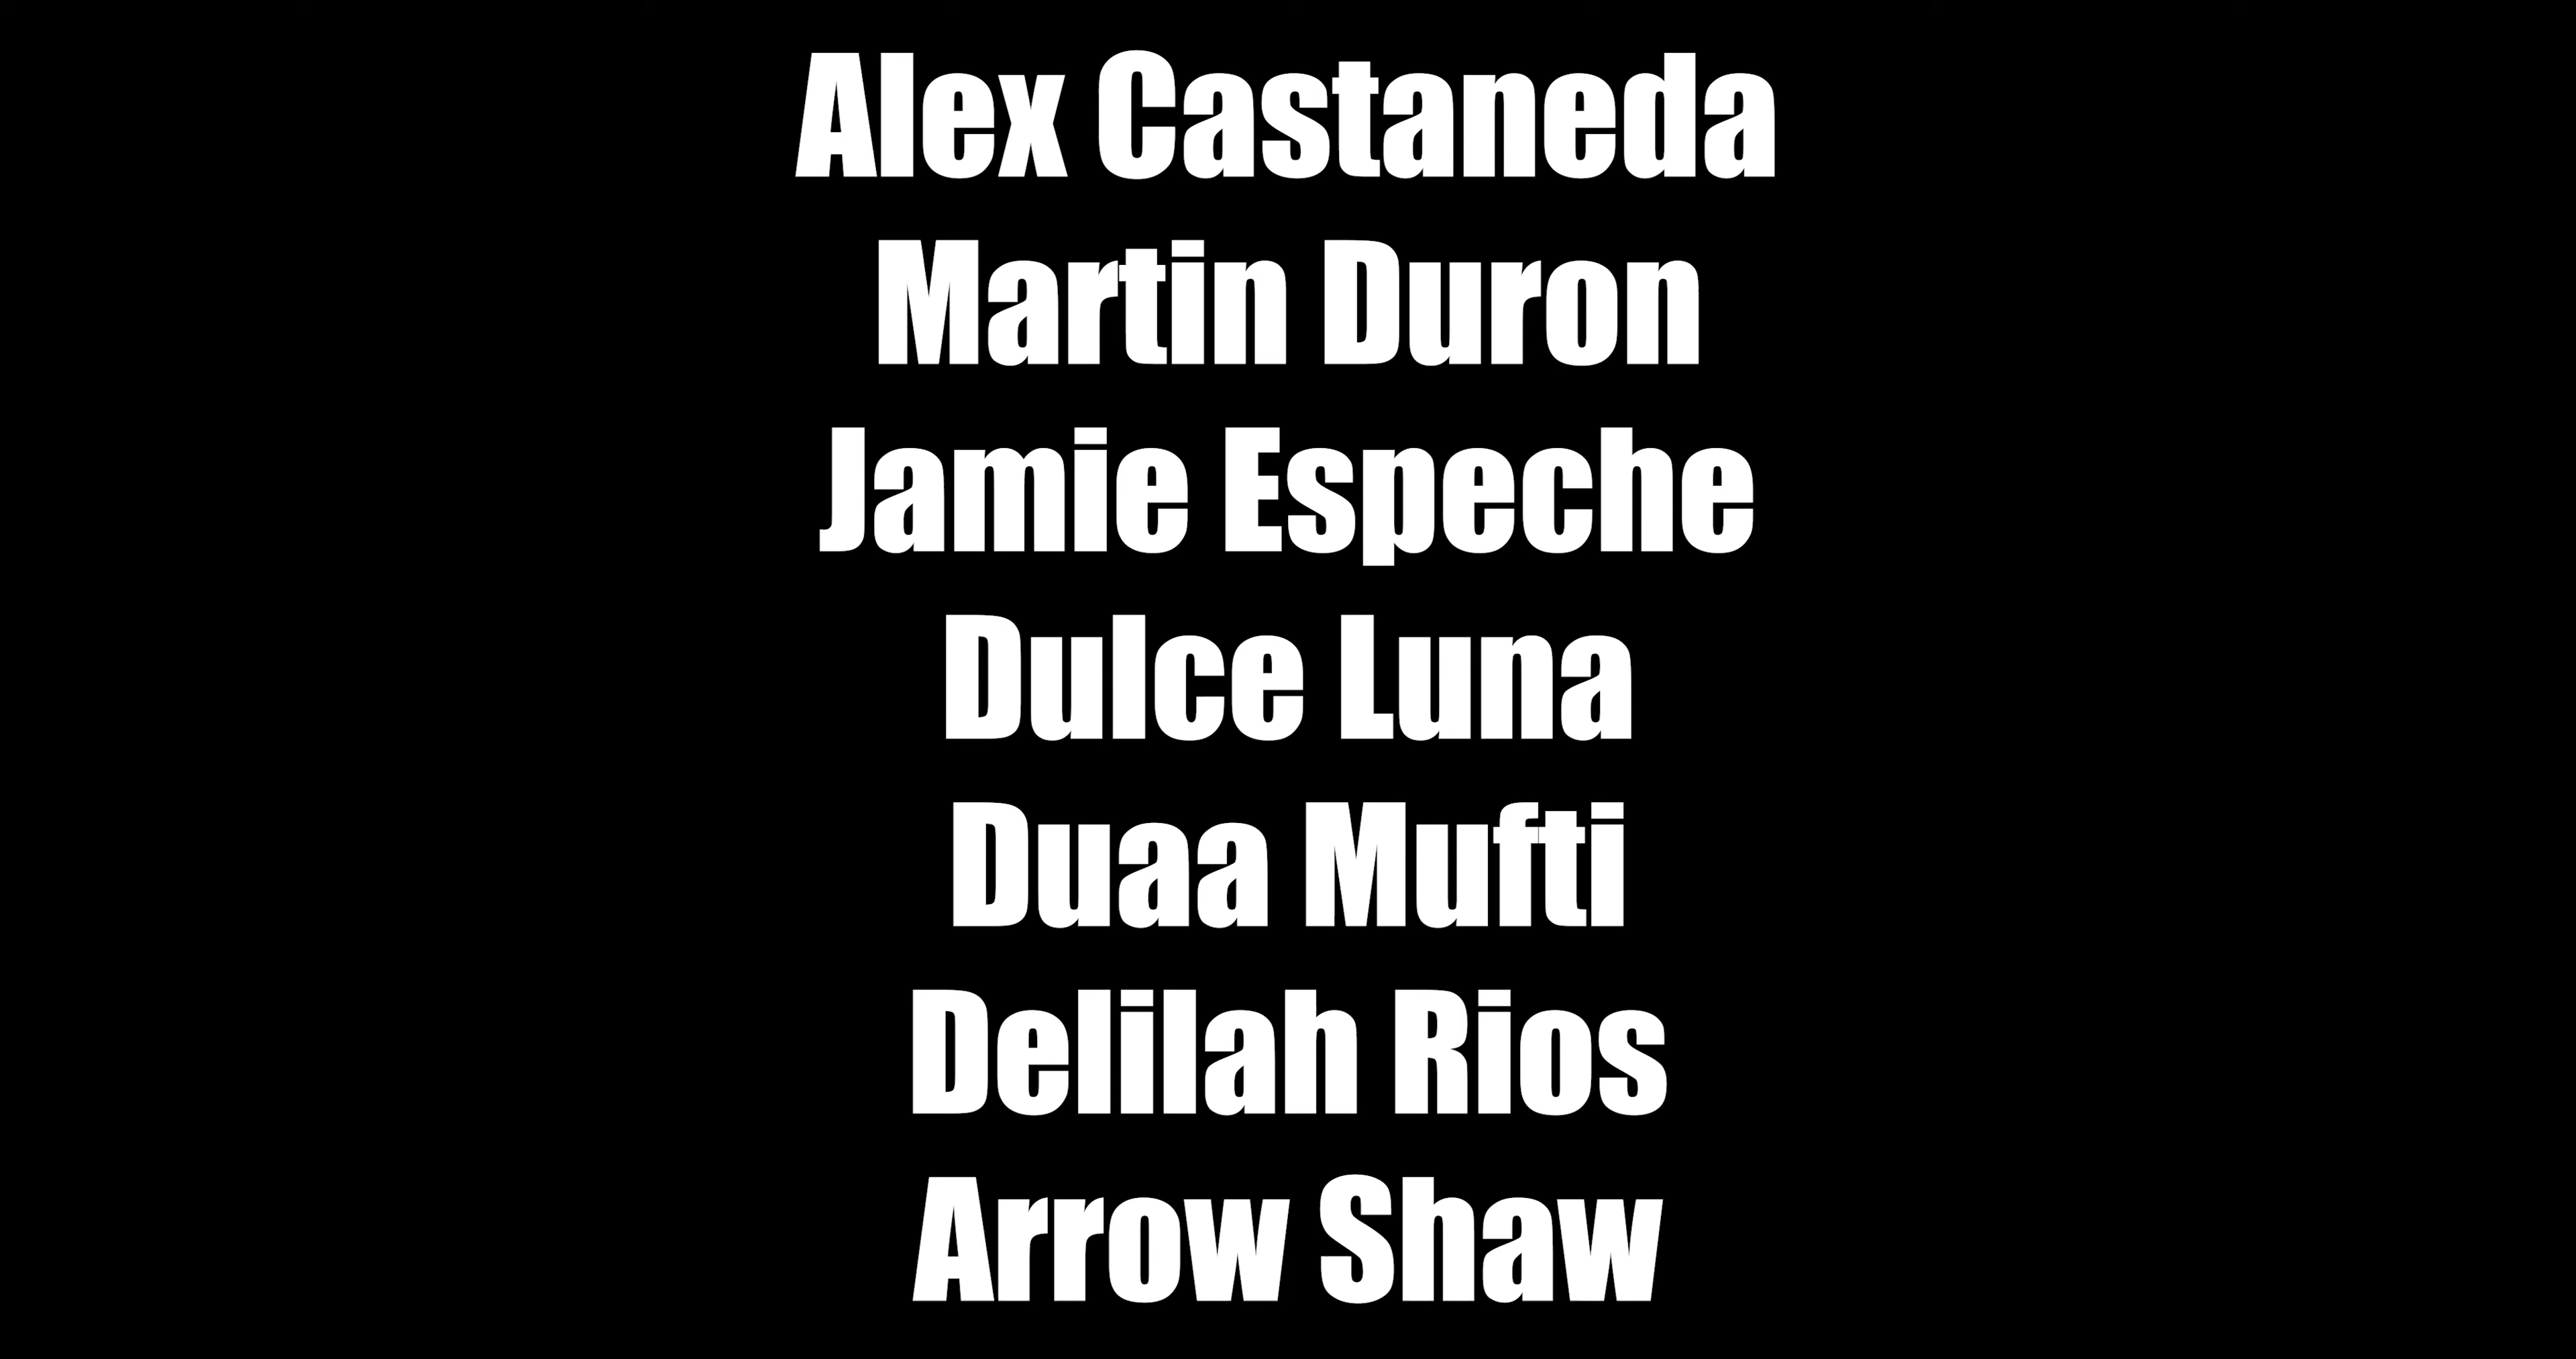 Alex Castaneda
Martin Duron
Jamie Espeche
Dulce Luna
Duaa Mufti
Delilah Rios
Arrow Shaw